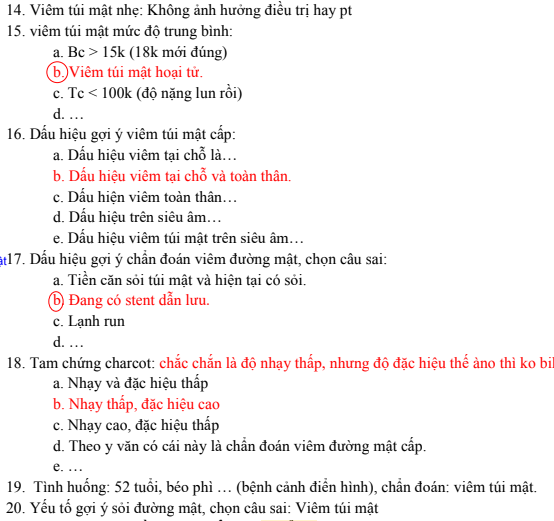 14. Viêm túi mật nhẹ: Không ảnh hưởng điều trị hay pt
15. viêm túi mật mức độ trung bình:
a. Bc > 15k (18k mới đúng)
b. Viêm túi mật hoại tử.
c. Tc < 100k (độ nặng lun rồi)
d. …
16. Dấu hiệu gợi ý viêm túi mật cấp:
a. Dấu hiệu viêm tại chỗ là…
b. Dấu hiệu viêm tại chỗ và toàn thân.
c. Dấu hiện viêm toàn thân…
d. Dấu hiệu trên siêu âm…
e. Dấu hiệu viêm túi mật trên siêu âm…
17. Dấu hiệu gợi ý chẩn đoán viêm đường mật, chọn câu sai:
a. Tiền căn sỏi túi mật và hiện tại có sỏi.
b. Đang có stent dẫn lưu.
c. Lạnh run
d. …
18. Tam chứng charcot: chắc chắn là độ nhạy thấp, nhưng độ đặc hiệu thế ào thì ko
a. Nhạy và đặc hiệu thấp
b. Nhạy thấp, đặc hiệu cao
c. Nhạy cao, đặc hiệu thấp
d. Theo y văn có cái này là chẩn đoán viêm đường mật cấp.
e. …
19. Tình huống: 52 tuổi, béo phì … (bệnh cảnh điển hình), chẩn đoán: viêm túi mật.
20. Yếu tố gợi ý sỏi đường mật, chọn câu sai: Viêm túi mật